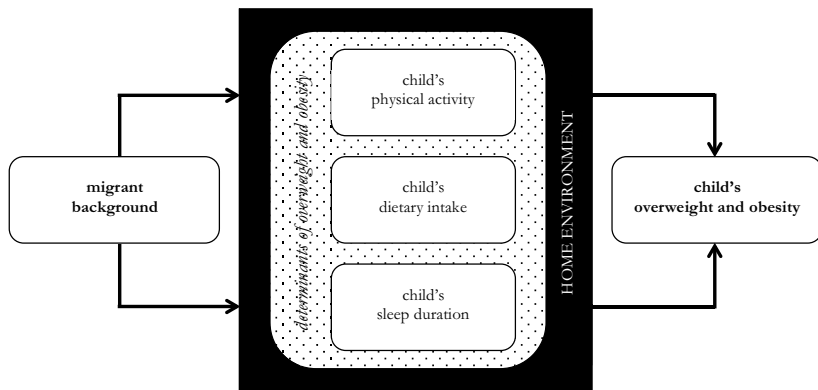 migrant
background
determinants of overweight and obesity
child's
physical activity
child's
dietary intake
child's
sleep duration
HOME ENVIRONMENT
child's
overweight and obesity